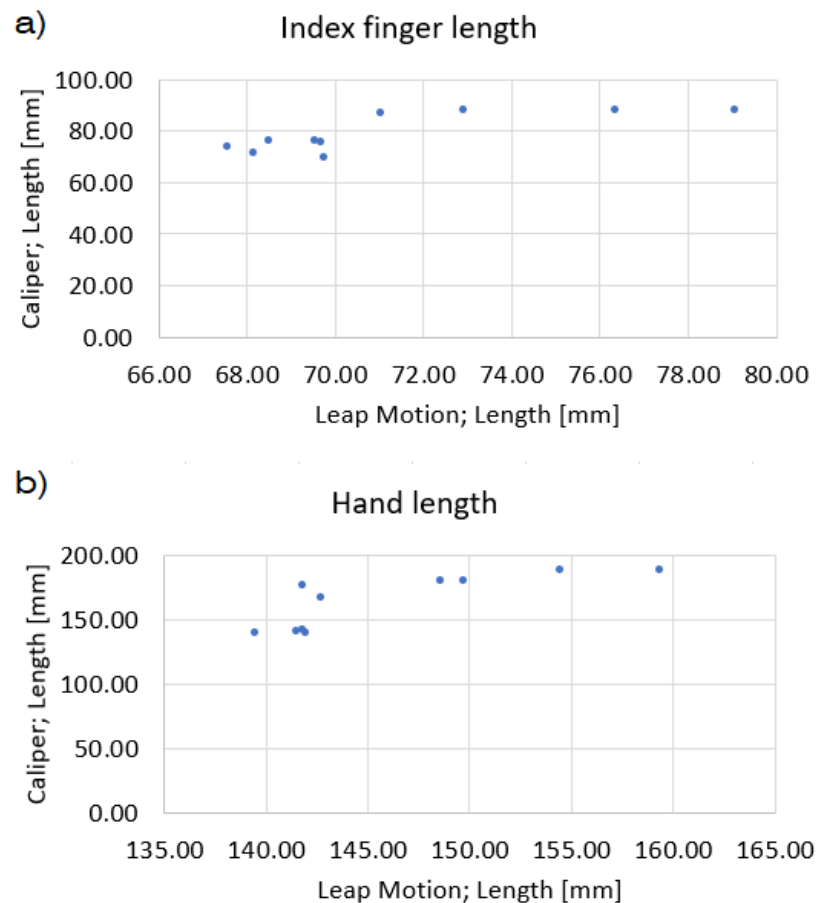 a)
Index finger length
100.00
80.00
60.00
40.00
20.00
0.00
Caliper; Length [mm]
66.00 68.00 70.00 72.00 74.00 76.00 78.00 80.00
Leap Motion; Length [mm]
b)
Hand length
200.00
150.00
100.00
50.00
0.00
Caliper; Length [mm]
135.00 140.00 145.00 150.00 155.00 160.00 165.00
Leap Motion; Length [mm]